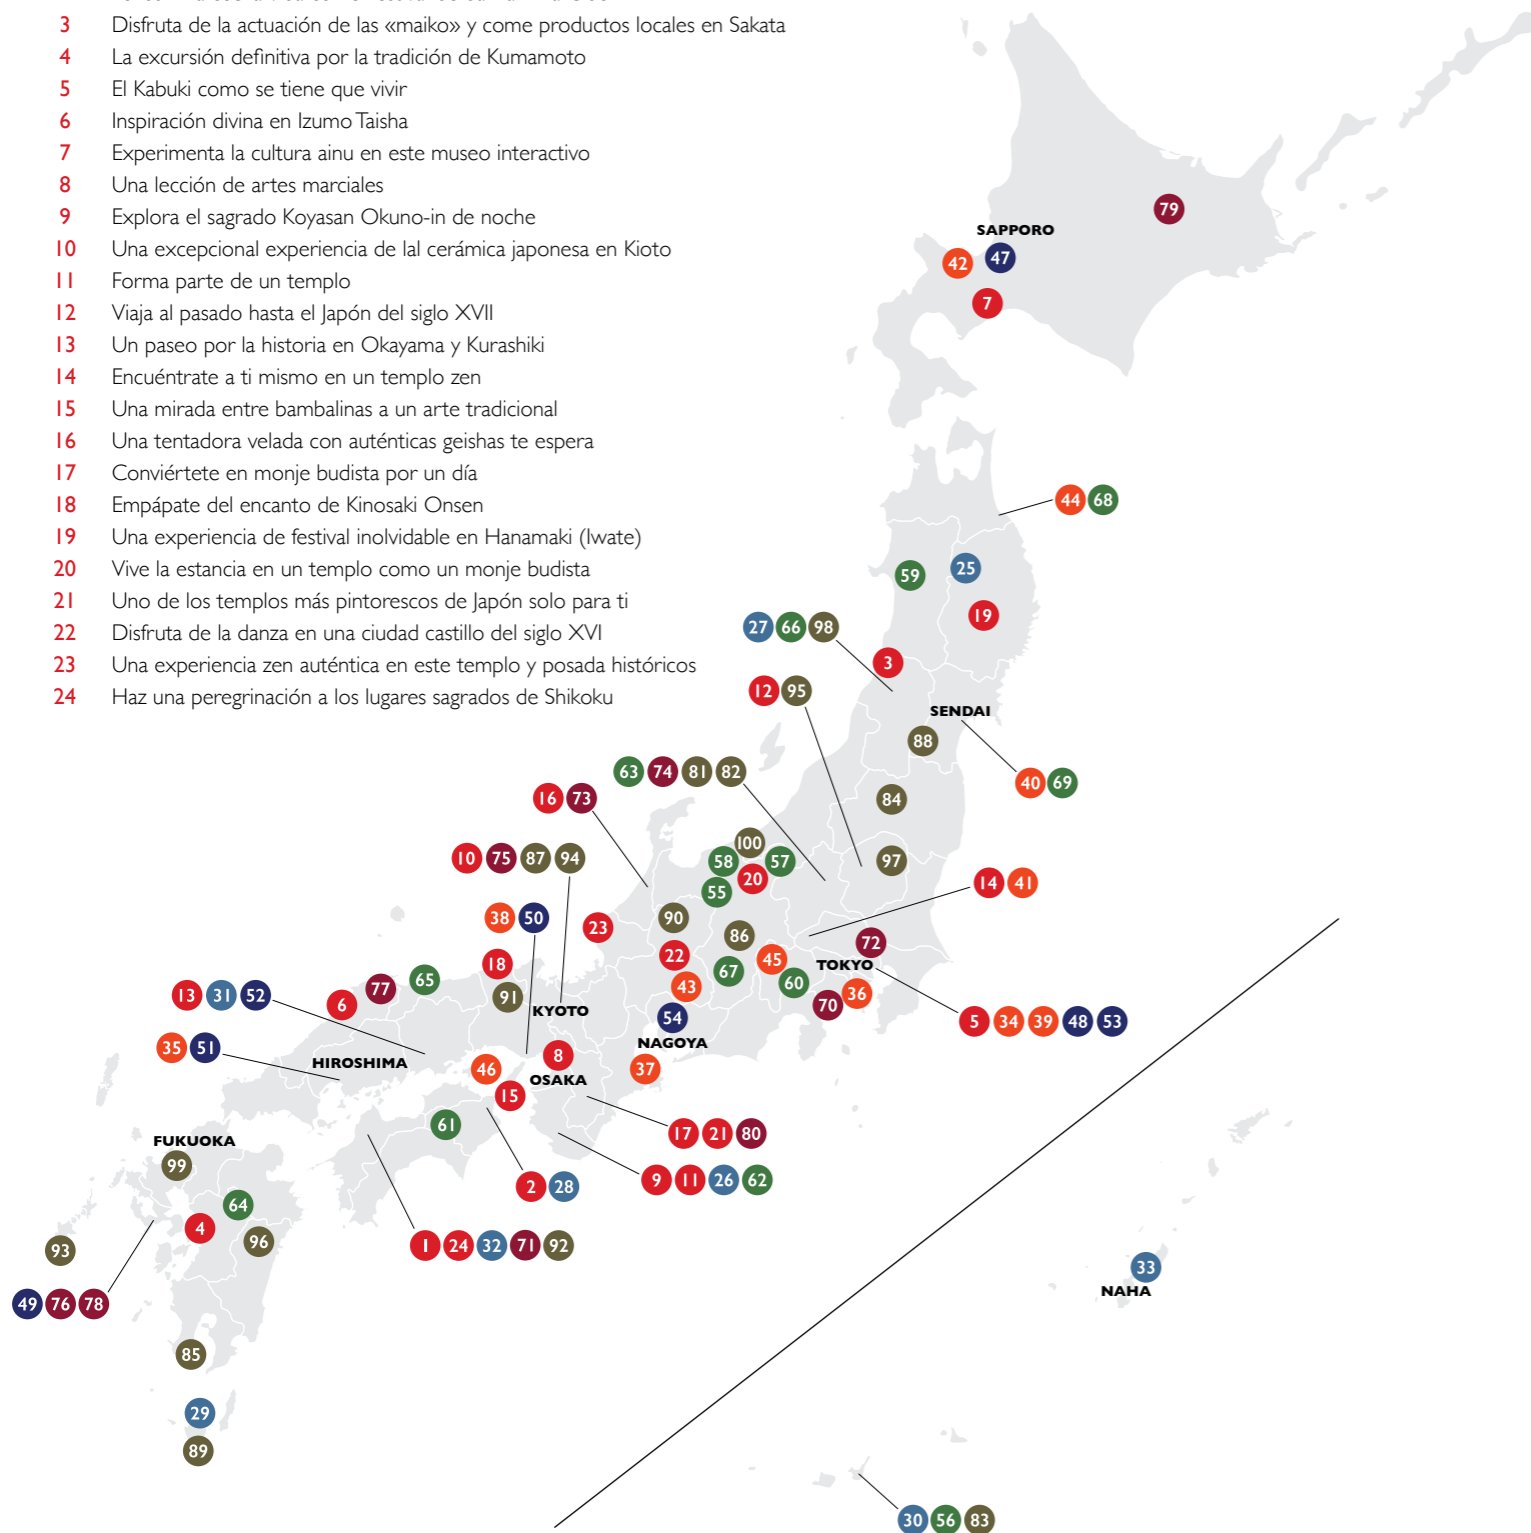 3 Disfruta de la actuación de las «maiko» y come productos locales en Sakata
4 La excursión definitiva por la tradición de Kumamoto
5 El Kabuki como se tiene que vivir
6 Inspiración divina en Izumo Taisha
7 Experimenta la cultura ainu en este museo interactivo
8 Una lección de artes marciales
9 Explora el sagrado Koyasan Okuno-in de noche
10 Una excepcional experiencia de lal cerámica japonesa en Kioto
11 Forma parte de un templo
12 Viaja al pasado hasta el Japón del siglo XVII
13 Un paseo por la historia en Okayama y Kurashiki
14 Encuéntrate a ti mismo en un templo zen
15 Una mirada entre bambalinas a un arte tradicional
16 Una tentadora velada con auténticas geishas te espera
17 Conviértete en monje budista por un día
18 Empápate del encanto de Kinosaki Onsen
19 Una experiencia de festival inolvidable en Hanamaki (Iwate)
20 Vive la estancia en un templo como un monje budista
21 Uno de los templos más pintorescos de Japón solo para ti
22 Disfruta de la danza en una ciudad castillo del siglo XVI
23 Una experiencia zen auténtica en este templo y posada históricos
24 Haz una peregrinación a los lugares sagrados de Shikoku
79
SAPPORO
42 47
7
44 68
59 25
19
27 66 98
3
12 95
SENDAI
88
63 74 81 82
40 69
16 73
84
100
58 57
97
10 75 87 94
20
14 41
55
38 50
90
23
86
72
22
45 TOKYO
18
67
60
65
77
43
36
13 31 52
6
91
70
KYOTO
54
5 34 39 48 53
NAGOYA
35 51
8
HIROSHIMA
46
37
OSAKA
15
61
17 21 80
FUKUOKA
99
9 11 26 62
2 28
64
4
96
1 24 32 71 92
93
33
NAHA
49 76 78
85
29
89
30 56 83